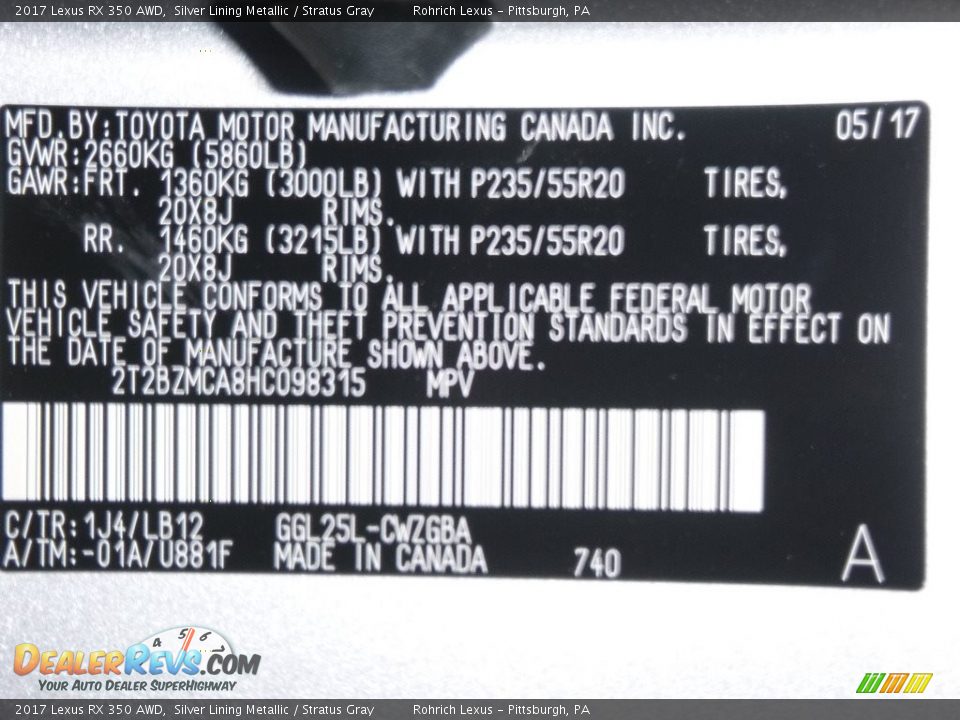 2017 Lexus RX 350 AWD, Silver Lining Metallic / Stratus Gray Rohrich Lexus - Pittsburgh, PA
MFD.BY:TOYOTA MOTOR MANUFACTURING CANADA INC. 05/17
GVWR:2660KG (5860LB)
GAWR:FRT. 1360KG (3000LB) WITH P235/55R20 TIRES,
20X8J RIMS.
RR. 1460KG (3215LB) WITH P235/55R20 TIRES,
20X8J RIMS.
THIS VEHICLE CONFORMS TO ALL APPLICABLE FEDERAL MOTOR
VEHICLE SAFETY AND THEFT PREVENTION STANDARDS IN EFFECT ON
THE DATE OF MANUFACTURE SHOWN ABOVE.
2T2BZMCA8HC098315 MPV
C/TR:1J4/LB12 GGL25L-CWZGBA
A/TM:-01A/U881F MADE IN CANADA 740 A
4 5 6 7
DEALERREVS.COM
YOUR AUTO DEALER SUPERHIGHWAY
2017 Lexus RX 350 AWD, Silver Lining Metallic / Stratus Gray Rohrich Lexus - Pittsburgh, PA